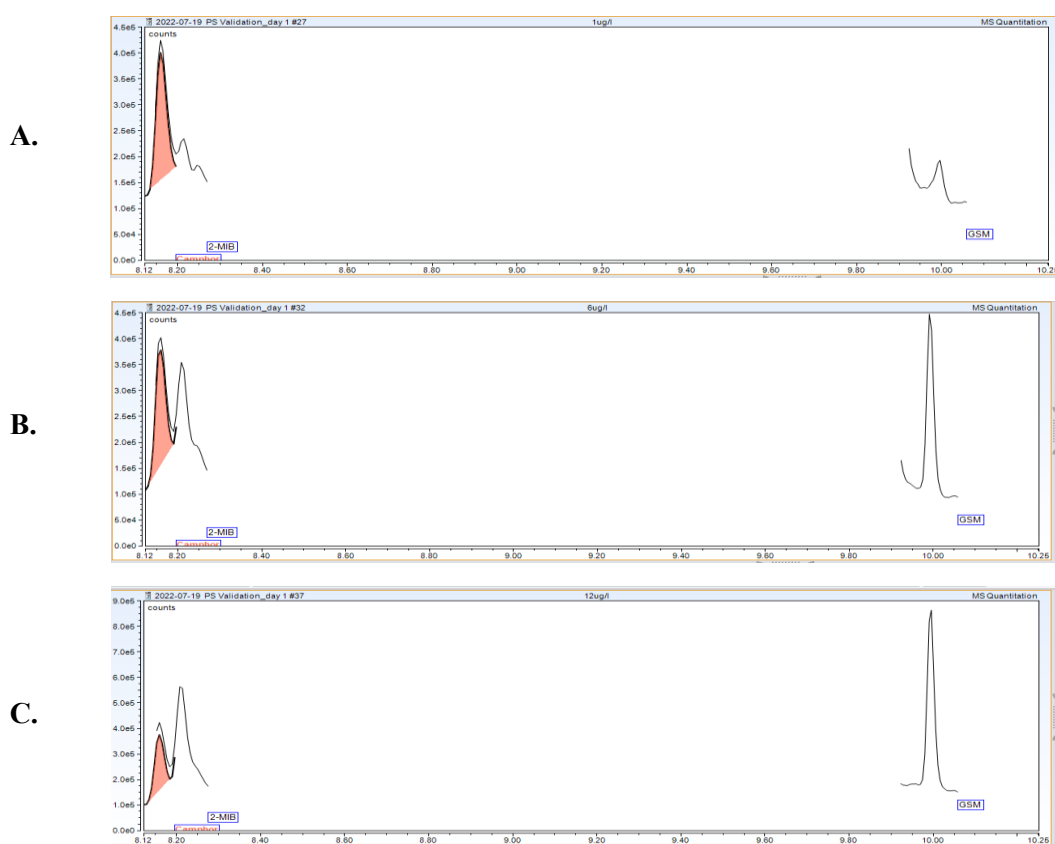 A.
2022-07-19 PS Validation_day 1 #27 1ug/l MS Quantitation
4.5e5 counts
4.0e5
3.5e5
3.0e5
2.5e5
2.0e5
1.5e5
1.0e5
5.0e4
0.0e0
2-MIB
Camphor
GSM
8.12 8.20 8.40 8.60 8.80 9.00 9.20 9.40 9.60 9.80 10.00 10.25
B.
2022-07-19 PS Validation_day 1 #32 6ug/l MS Quantitation
4.5e5 counts
4.0e5
3.5e5
3.0e5
2.5e5
2.0e5
1.5e5
1.0e5
5.0e4
0.0e0
2-MIB
Camphor
GSM
8.12 8.20 8.40 8.60 8.80 9.00 9.20 9.40 9.60 9.80 10.00 10.25
C.
2022-07-19 PS Validation_day 1 #37 12ug/l MS Quantitation
9.0e5 counts
8.0e5
7.0e5
6.0e5
5.0e5
4.0e5
3.0e5
2.0e5
1.0e5
0.0e0
2-MIB
Camphor
GSM
8.12 8.20 8.40 8.60 8.80 9.00 9.20 9.40 9.60 9.80 10.00 10.25